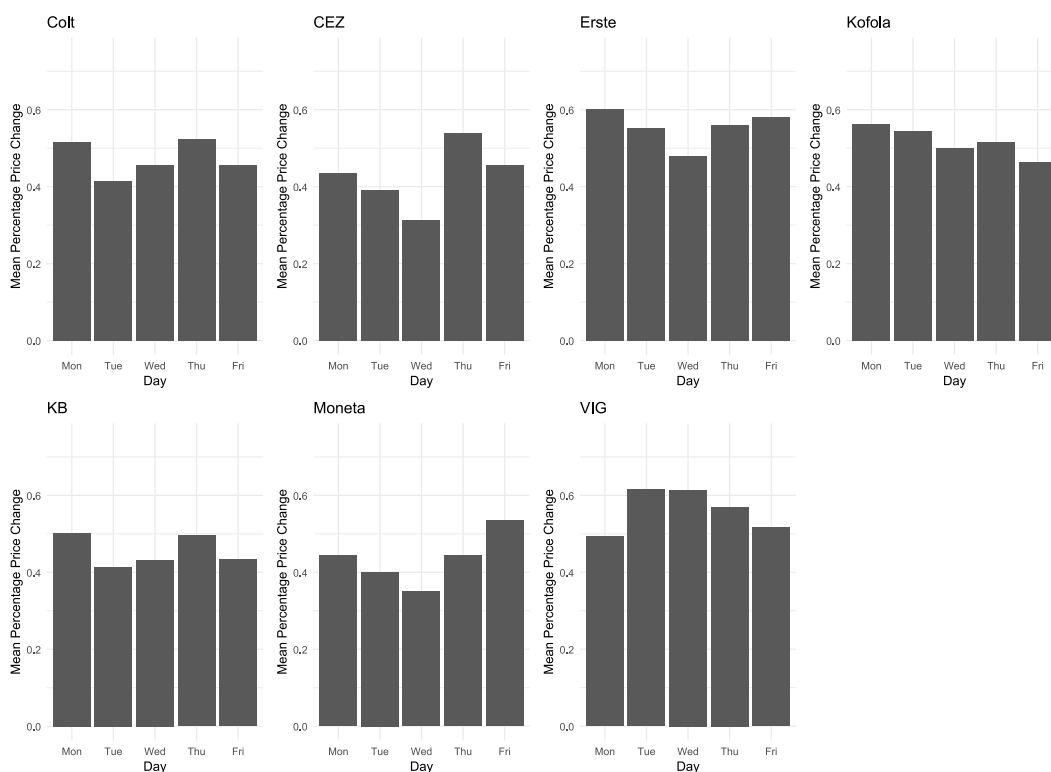 Colt
Mean Percentage Price Change
0.6
0.4
0.2
0.0
Mon Tue Wed Thu Fri
Day
CEZ
Mean Percentage Price Change
0.6
0.4
0.2
0.0
Mon Tue Wed Thu Fri
Day
Erste
Mean Percentage Price Change
0.6
0.4
0.2
0.0
Mon Tue Wed Thu Fri
Day
Kofola
Mean Percentage Price Change
0.6
0.4
0.2
0.0
Mon Tue Wed Thu Fri
Day
KB
Mean Percentage Price Change
0.6
0.4
0.2
0.0
Mon Tue Wed Thu Fri
Day
Moneta
Mean Percentage Price Change
0.6
0.4
0.2
0.0
Mon Tue Wed Thu Fri
Day
VIG
Mean Percentage Price Change
0.6
0.4
0.2
0.0
Mon Tue Wed Thu Fri
Day